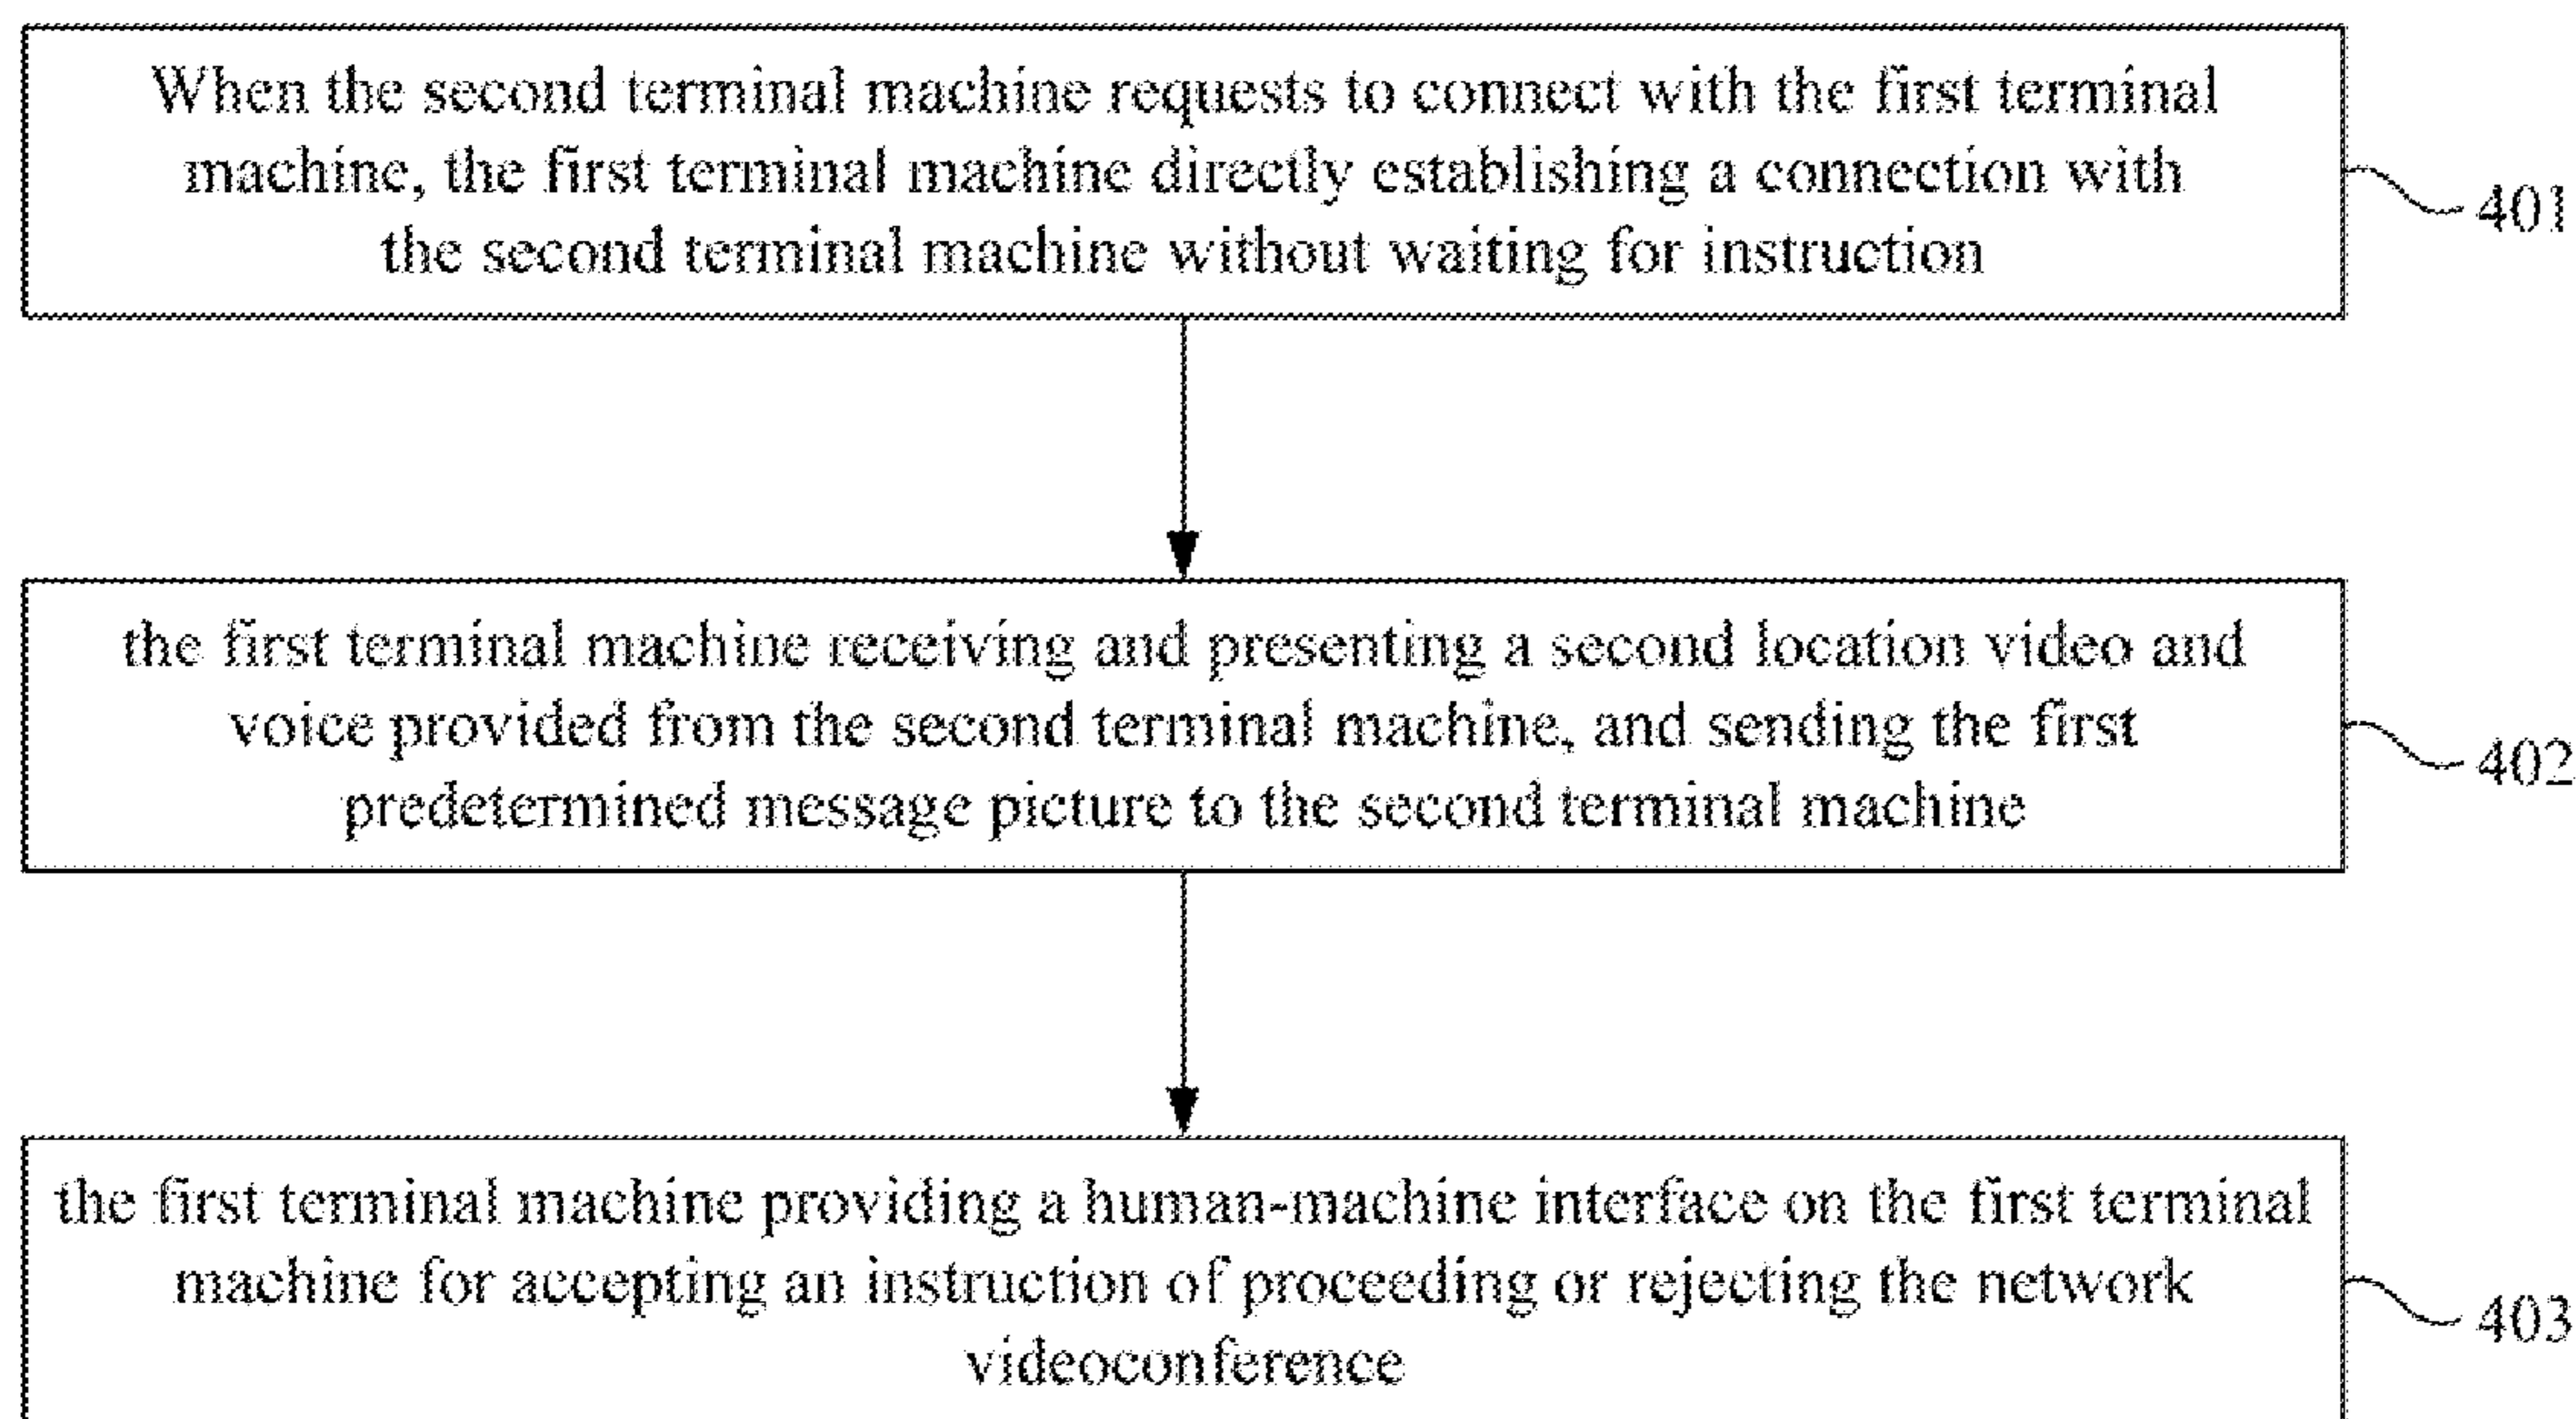 When the second terminal machine requests to connect with the first terminal
machine, the first terminal machine directly establishing a connection with
the second terminal machine without waiting for instruction
401
the first terminal machine receiving and presenting a second location video and
voice provided from the second terminal machine, and sending the first
predetermined message picture to the second terminal machine
402
the first terminal machine providing a human-machine interface on the first terminal
machine for accepting an instruction of proceeding or rejecting the network
videoconference
403